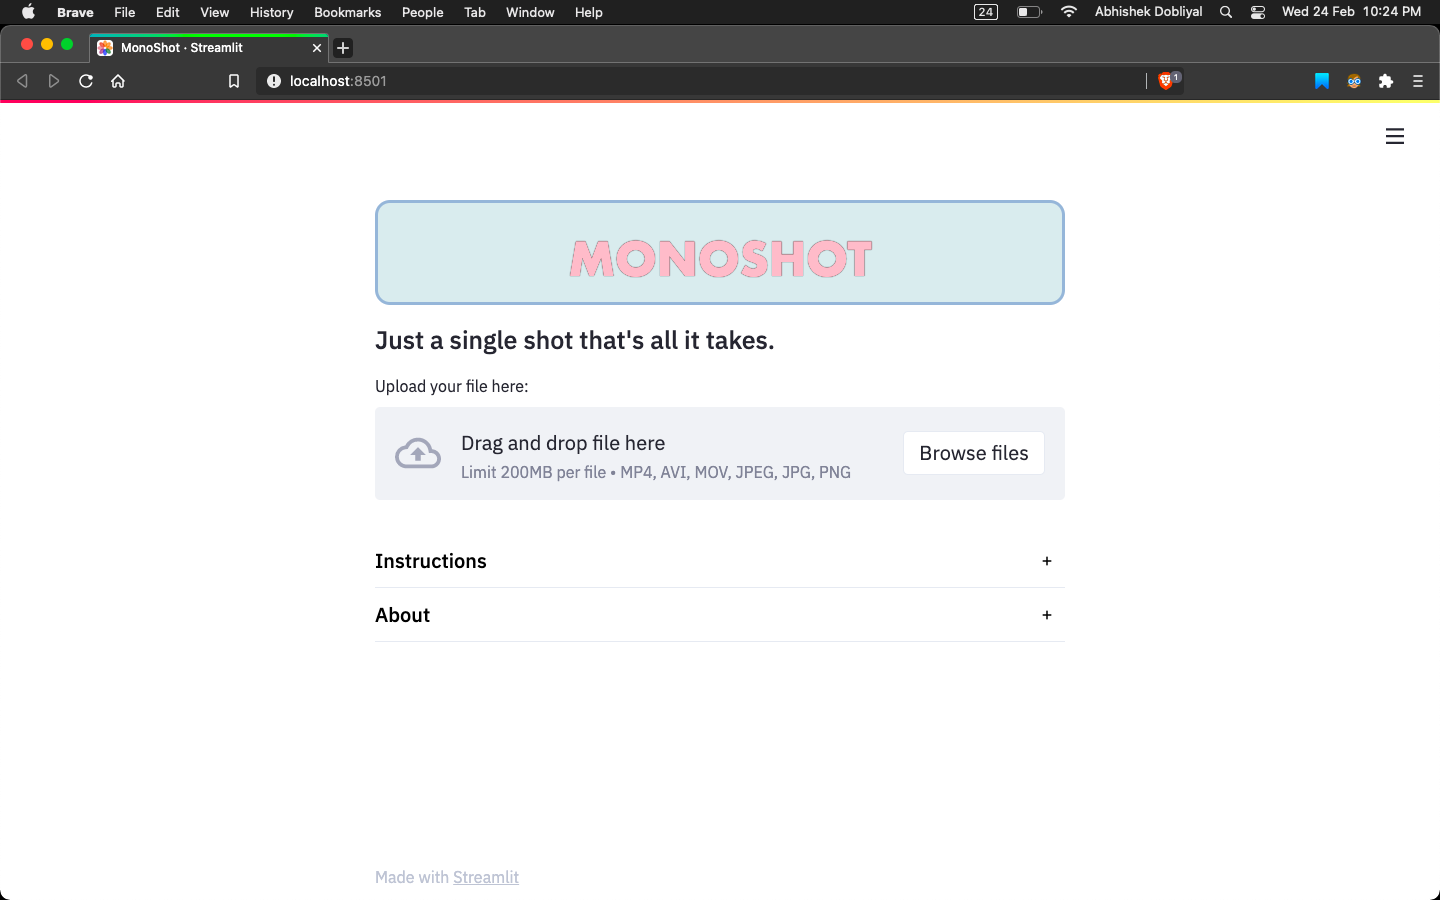 Brave File Edit View History Bookmarks People Tab Window Help 24 Abhishek Dobliyal Wed 24 Feb 10:24 PM
MonoShot · Streamlit
localhost:8501 1
MONOSHOT
Just a single shot that's all it takes.
Upload your file here:
Drag and drop file here
Limit 200MB per file • MP4, AVI, MOV, JPEG, JPG, PNG
Browse files
Instructions +
About +
Made with Streamlit